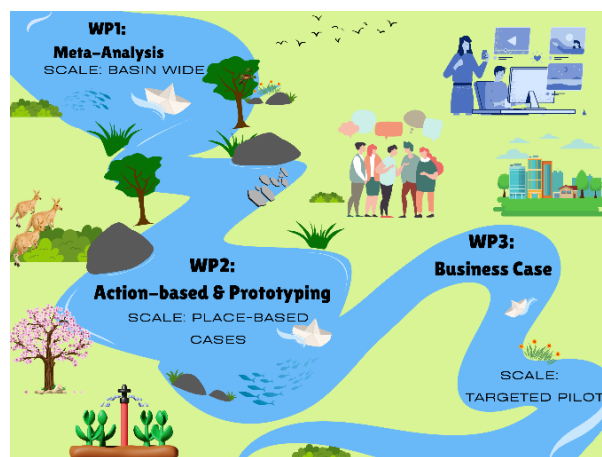 WP1:
Meta-Analysis
SCALE: BASIN WIDE
WP2:
Action-based & Prototyping
SCALE: PLACE-BASED
CASES
WP3:
Business Case
SCALE:
TARGETED PILOT